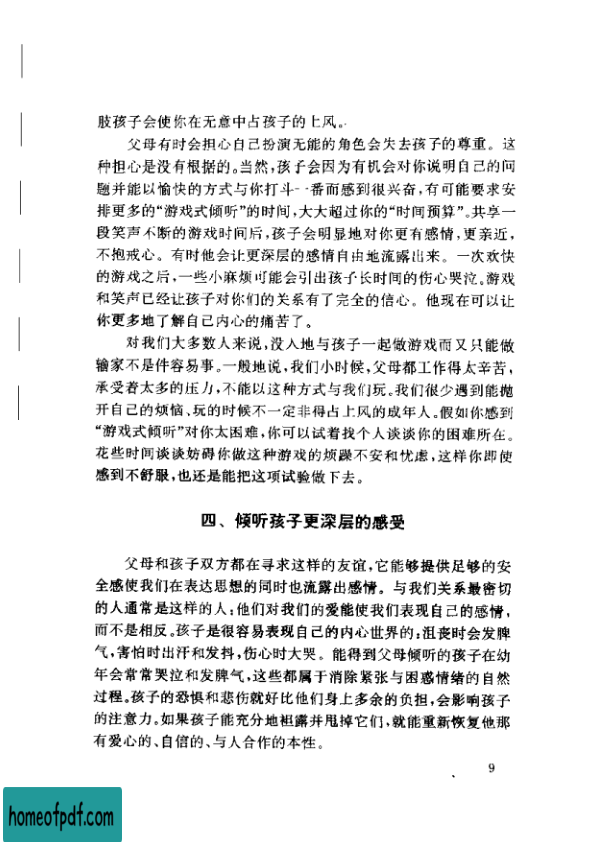 肢孩子会使你在无意中占孩子的上风。
父母有时会担心自己扮演无能的角色会失去孩子的尊重。这
种担心是没有根据的。当然,孩子会因为有机会对你说明自己的问
题并能以愉快的方式与你打斗一番而感到很兴奋,有可能要求安
排更多的“游戏式倾听”的时间,大大超过你的“时间预算”。共享一
段笑声不断的游戏时间后,孩子会明显地对你更有感情,更亲近,
不抱戒心。有时他会让更深层的感情自由地流露出来。一次欢快
的游戏之后,一些小麻烦可能会引出孩子长时间的伤心哭泣。游戏
和笑声已经让孩子对你们的关系有了完全的信心。他现在可以让
你更多地了解自己内心的痛苦了。
对我们大多数人来说,没入地与孩子一起做游戏而又只能做
输家不是件容易事。一般地说,我们小时候,父母都工作得太辛苦,
承受着太多的压力,不能以这种方式与我们玩。我们很少遇到能抛
开自己的烦恼、玩的时候不一定非得占上风的成年人。假如你感到
“游戏式倾听”对你太困难,你可以试着找个人谈谈你的困难所在。
花些时间谈谈妨碍你做这种游戏的烦躁不安和忧虑,这样你即使
感到不舒服,也还是能把这项试验做下去。
四、倾听孩子更深层的感受
父母和孩子双方都在寻求这样的友谊,它能够提供足够的安
全感使我们在表达思想的同时也流露出感情。与我们关系最密切
的人通常是这样的人:他们对我们的爱能使我们表现自己的感情,
而不是相反。孩子是很容易表现自己的内心世界的:沮丧时会发脾
气,害怕时出汗和发抖,伤心时大哭。能得到父母倾听的孩子在幼
年会常常哭泣和发脾气,这些都属于消除紧张与困惑情绪的自然
过程。孩子的恐惧和悲伤就好比他们身上多余的负担,会影响孩子
的注意力。如果孩子能充分地袒露并甩掉它们,就能重新恢复他那
有爱心的、自信的、与人合作的本性。
9
homeofpdf.com